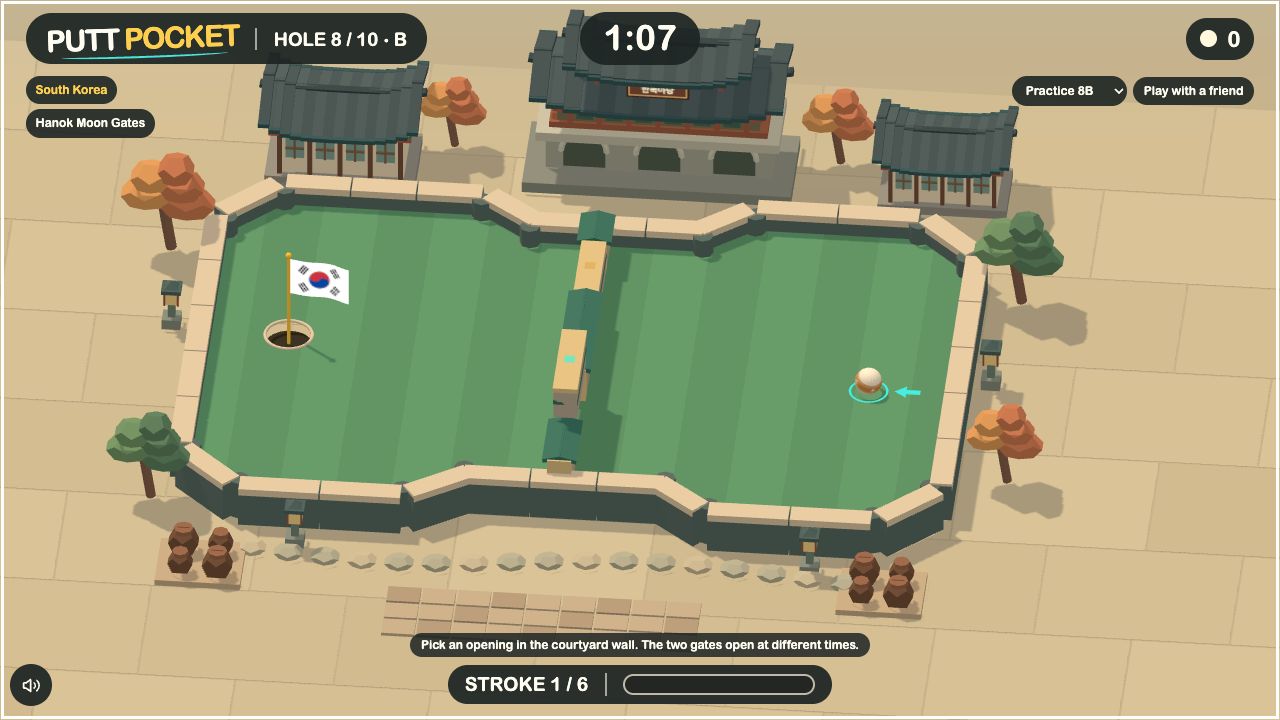 PUTT POCKET
HOLE 8 / 10 · B
1:07
0
South Korea
Hanok Moon Gates
Practice 8B
Play with a friend
Pick an opening in the courtyard wall. The two gates open at different times.
STROKE 1 / 6